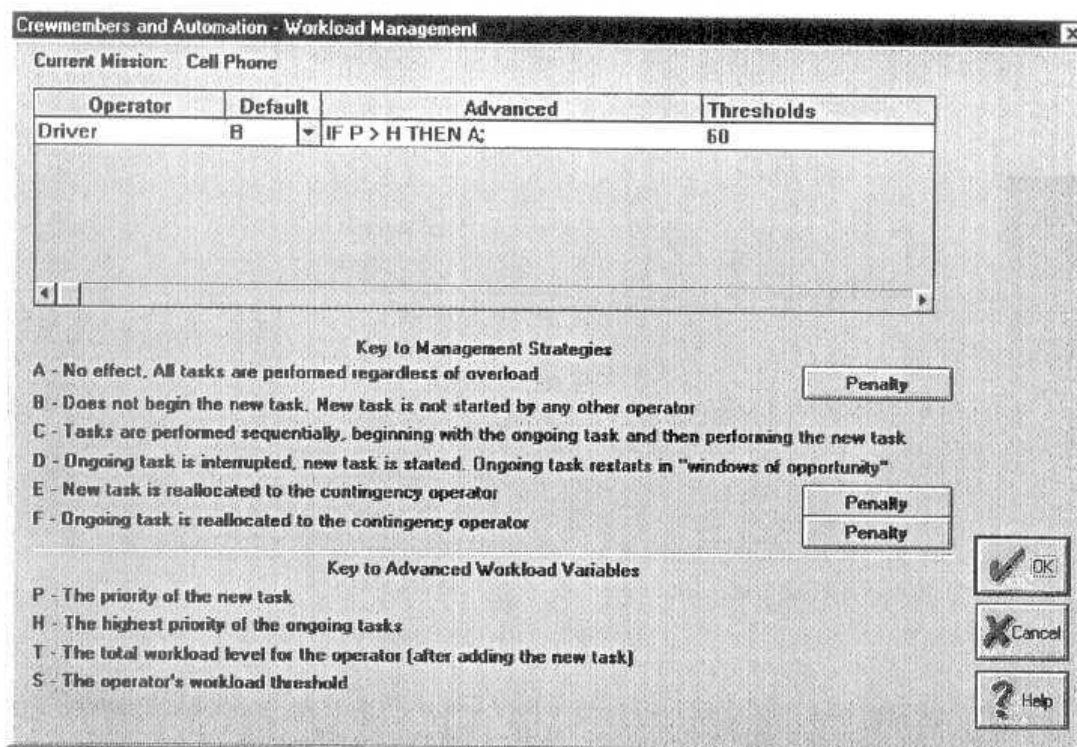 Crewmembers and Automation - Workload Management
Current Mission: Cell Phone
Operator Default Advanced Thresholds
Driver B IF P > H THEN A; 60
Key to Management Strategies
A - No effect, All tasks are performed regardless of overload
Penalty
B - Does not begin the new task. New task is not started by any other operator
C - Tasks are performed sequentially, beginning with the ongoing task and then performing the new task
D - Ongoing task is interrupted, new task is started. Ongoing task restarts in "windows of opportunity"
E - New task is reallocated to the contingency operator
Penalty
F - Ongoing task is reallocated to the contingency operator
Penalty
Key to Advanced Workload Variables
OK
P - The priority of the new task
H - The highest priority of the ongoing tasks
Cancel
T - The total workload level for the operator (after adding the new task)
S - The operator's workload threshold
Help